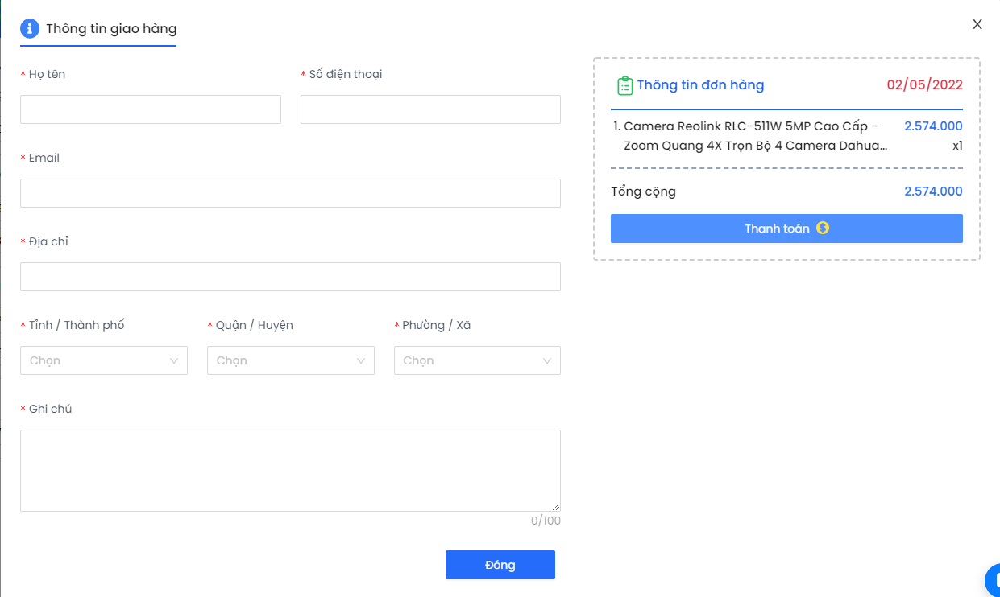 Thông tin giao hàng
X
* Họ tên
* Số điện thoại
* Email
* Địa chỉ
* Tỉnh / Thành phố
* Quận / Huyện
* Phường / Xã
Chọn
Chọn
Chọn
* Ghi chú
0/100
Đóng
Thông tin đơn hàng
02/05/2022
1. Camera Reolink RLC-511W 5MP Cao Cấp –
2.574.000
Zoom Quang 4X Trọn Bộ 4 Camera Dahua...
x1
Tổng cộng
2.574.000
Thanh toán